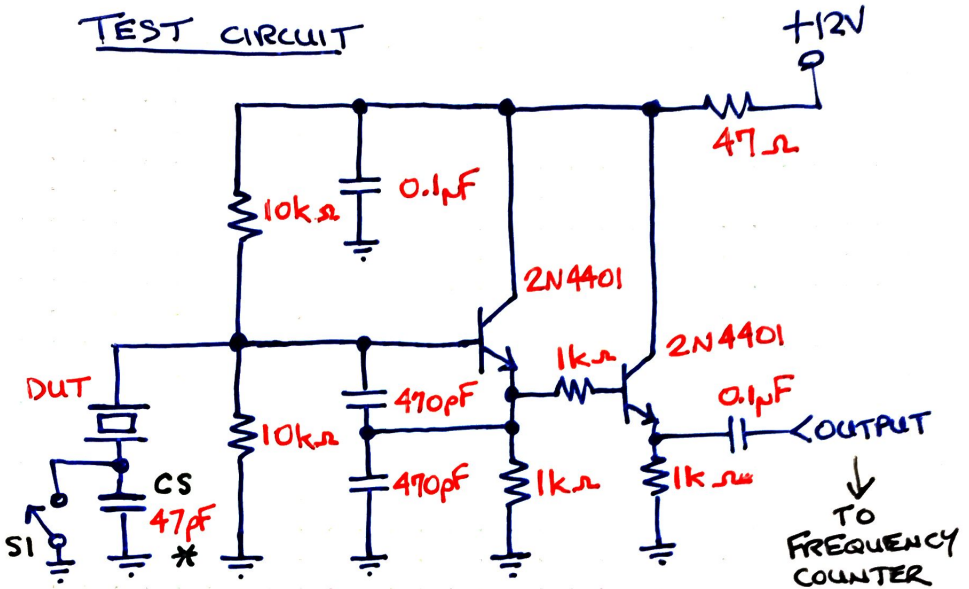 TEST CIRCUIT
+12V
47Ω
0.1µF
10kΩ
2N4401
2N4401
1kΩ
0.1µF
DUT
470pF
OUTPUT
10kΩ
470pF
1kΩ
1kΩ
CS
47pF
*
S1
TO
FREQUENCY
COUNTER